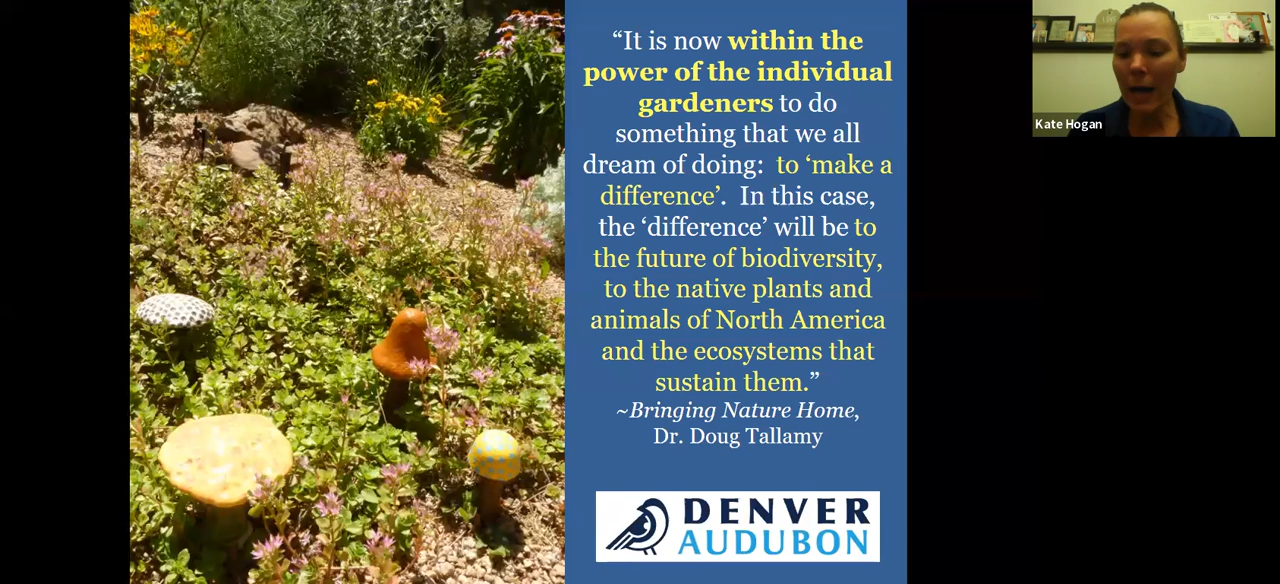 “It is now within the
power of the individual
gardeners to do
something that we all
dream of doing:  to ‘make a
difference’.  In this case,
the ‘difference’ will be to
the future of biodiversity,
to the native plants and
animals of North America
and the ecosystems that
sustain them.”
~Bringing Nature Home,
Dr. Doug Tallamy
DENVER
AUDUBON
Kate Hogan